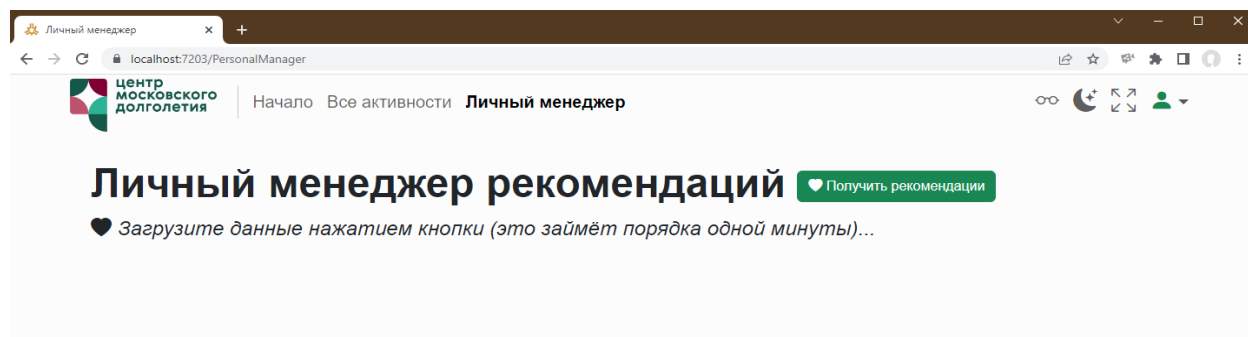 Личный менеджер
localhost:7203/PersonalManager
центр
московского
долголетия
Начало Все активности Личный менеджер
Личный менеджер рекомендаций
Получить рекомендации
Загрузите данные нажатием кнопки (это займёт порядка одной минуты)...